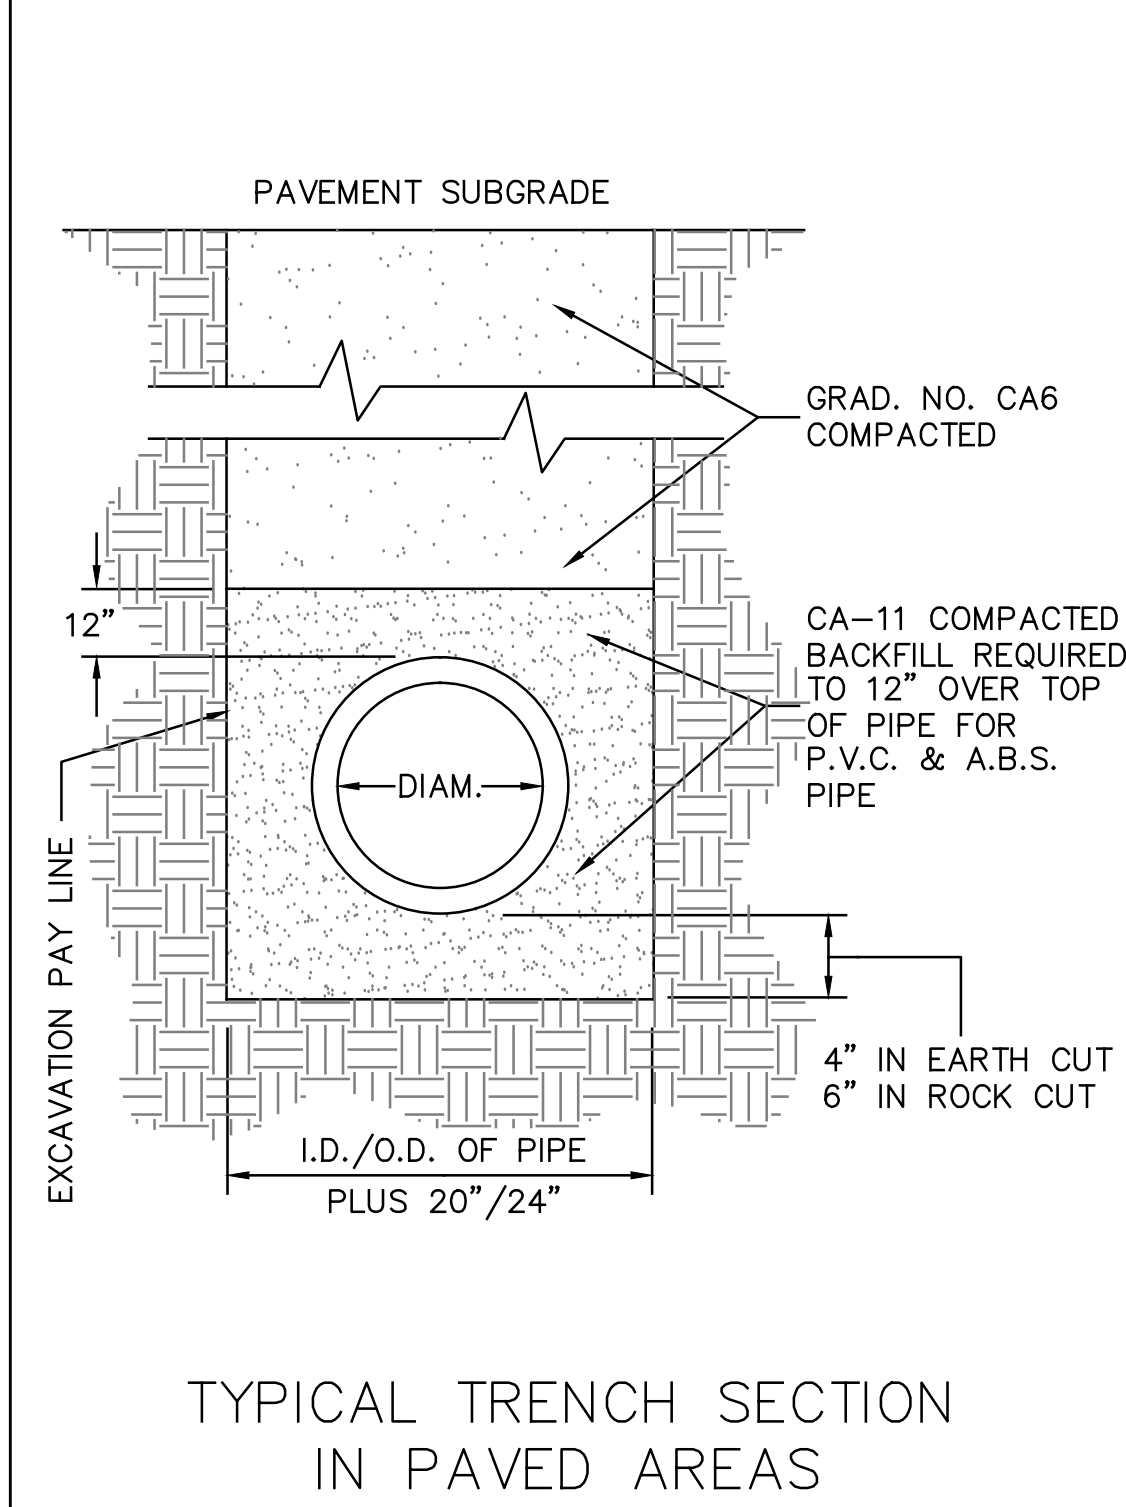 PAVEMENT SUBGRADE
GRAD. NO. CA6
COMPACTED
12”
CA-11 COMPACTED
BACKFILL REQUIRED
TO 12” OVER TOP
OF PIPE FOR
P.V.C. & A.B.S.
PIPE
DIAM.
EXCAVATION PAY LINE
4” IN EARTH CUT
6” IN ROCK CUT
I.D./O.D. OF PIPE
PLUS 20”/24”
TYPICAL TRENCH SECTION
IN PAVED AREAS